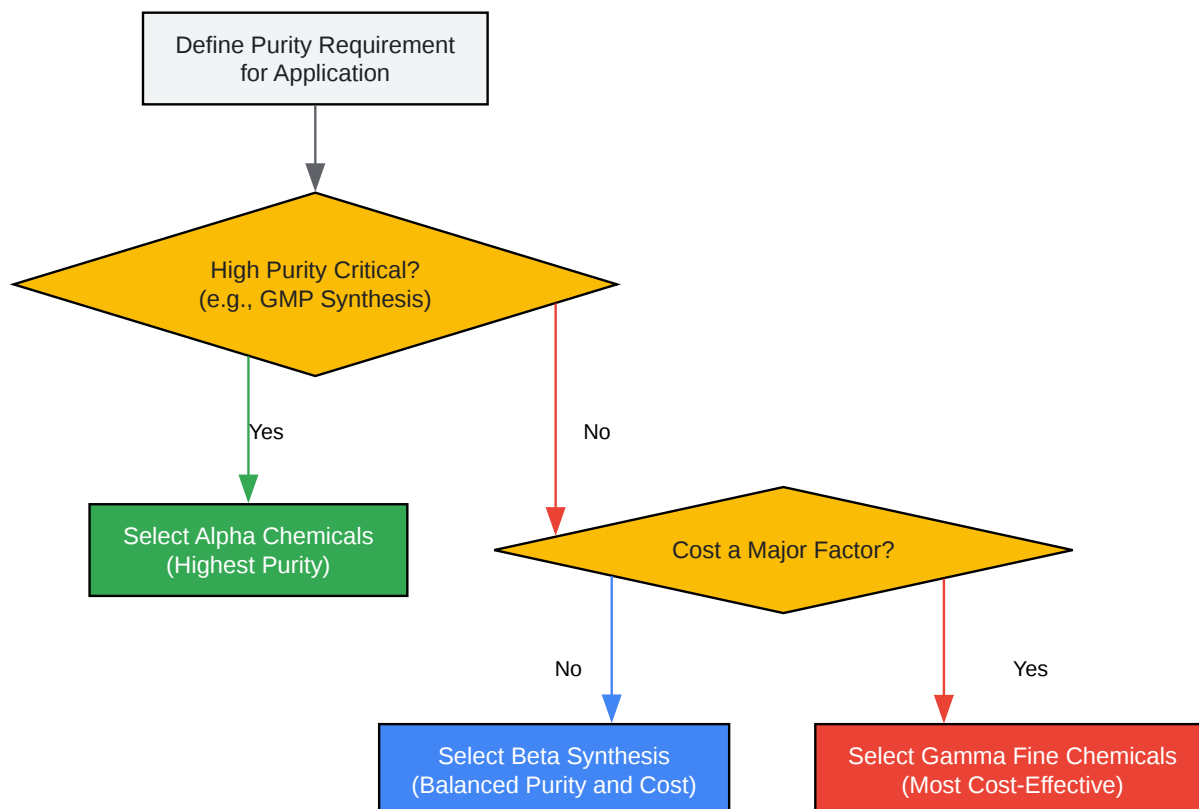 Define Purity Requirement
for Application
High Purity Critical?
(e.g., GMP Synthesis)
Yes
No
Select Alpha Chemicals
(Highest Purity)
Cost a Major Factor?
No
Yes
Select Beta Synthesis
(Balanced Purity and Cost)
Select Gamma Fine Chemicals
(Most Cost-Effective)